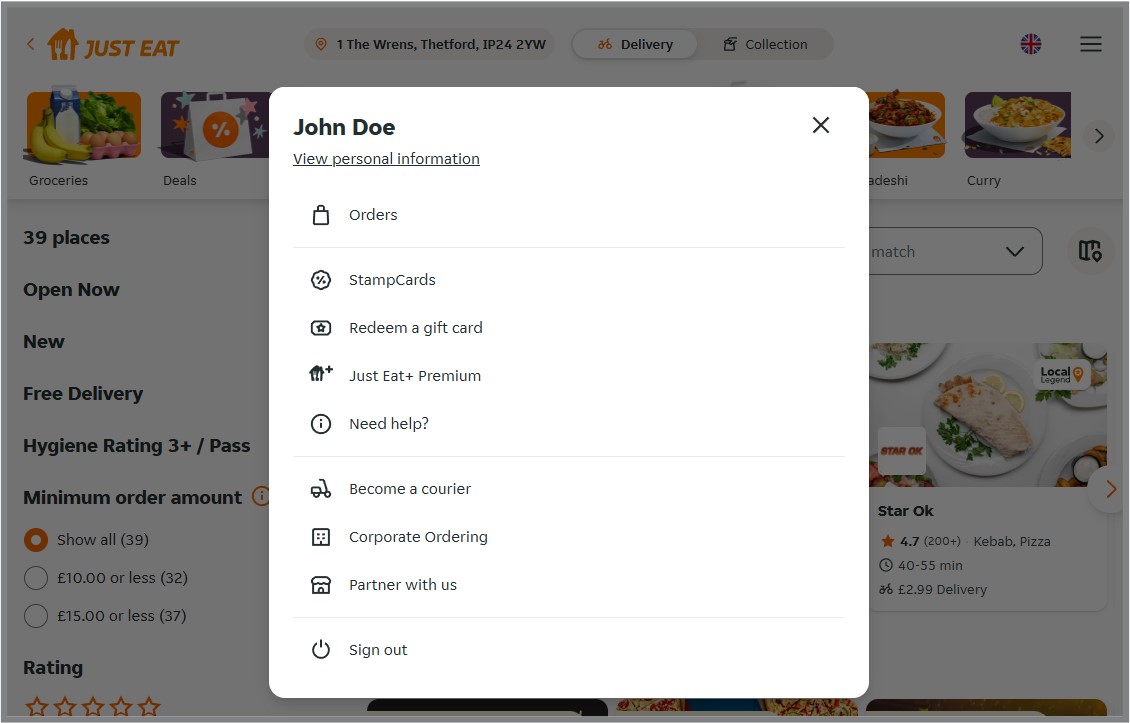 JUST EAT
1 The Wrens, Thetford, IP24 2YW
Delivery
Collection
Groceries
Deals
adeshi
Curry
John Doe
View personal information
Orders
StampCards
Redeem a gift card
Just Eat+ Premium
Need help?
Become a courier
Corporate Ordering
Partner with us
Sign out
39 places
Open Now
New
Free Delivery
Hygiene Rating 3+ / Pass
Minimum order amount
Show all (39)
£10.00 or less (32)
£15.00 or less (37)
Rating
match
Local
Legend
STAR OK
Star Ok
4.7 (200+) · Kebab, Pizza
40-55 min
£2.99 Delivery